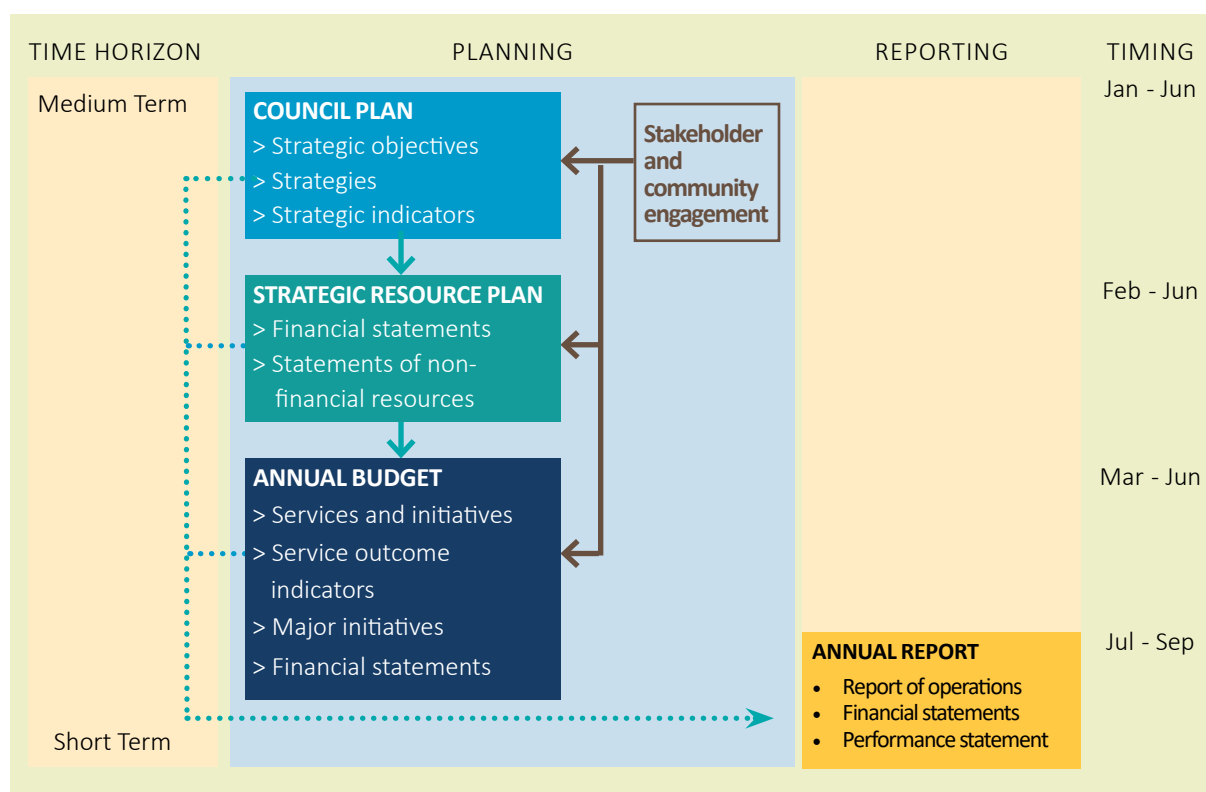 TIME HORIZON
PLANNING
REPORTING
TIMING
Medium Term
Short Term
COUNCIL PLAN
> Strategic objectives
> Strategies
> Strategic indicators
Stakeholder
and
community
engagement
STRATEGIC RESOURCE PLAN
> Financial statements
> Statements of non-
financial resources
ANNUAL BUDGET
> Services and initiatives
> Service outcome
indicators
> Major initiatives
> Financial statements
ANNUAL REPORT
• Report of operations
• Financial statements
• Performance statement
Jan - Jun
Feb - Jun
Mar - Jun
Jul - Sep